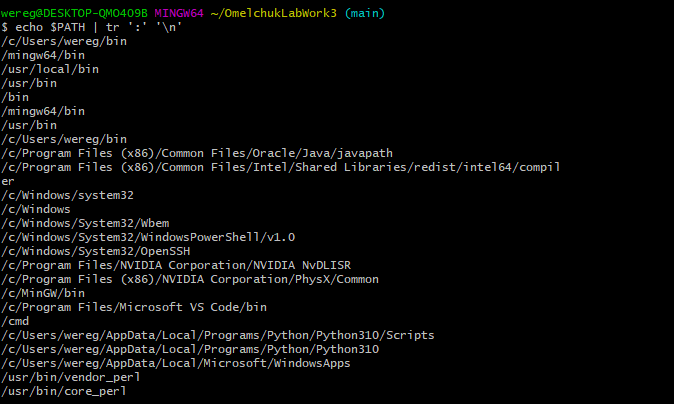 wereg@DESKTOP-QMO4O9B MINGW64 ~/OmelchukLabWork3 (main)
$ echo $PATH | tr ':' '\n'
/c/Users/wereg/bin
/mingw64/bin
/usr/local/bin
/usr/bin
/bin
/mingw64/bin
/usr/bin
/c/Users/wereg/bin
/c/Program Files (x86)/Common Files/Oracle/Java/javapath
/c/Program Files (x86)/Common Files/Intel/Shared Libraries/redist/intel64/compil
er
/c/Windows/system32
/c/Windows
/c/Windows/System32/Wbem
/c/Windows/System32/WindowsPowerShell/v1.0
/c/Windows/System32/OpenSSH
/c/Program Files/NVIDIA Corporation/NVIDIA NvDLISR
/c/Program Files (x86)/NVIDIA Corporation/PhysX/Common
/c/MinGW/bin
/c/Program Files/Microsoft VS Code/bin
/cmd
/c/Users/wereg/AppData/Local/Programs/Python/Python310/Scripts
/c/Users/wereg/AppData/Local/Programs/Python/Python310
/c/Users/wereg/AppData/Local/Microsoft/WindowsApps
/usr/bin/vendor_perl
/usr/bin/core_perl